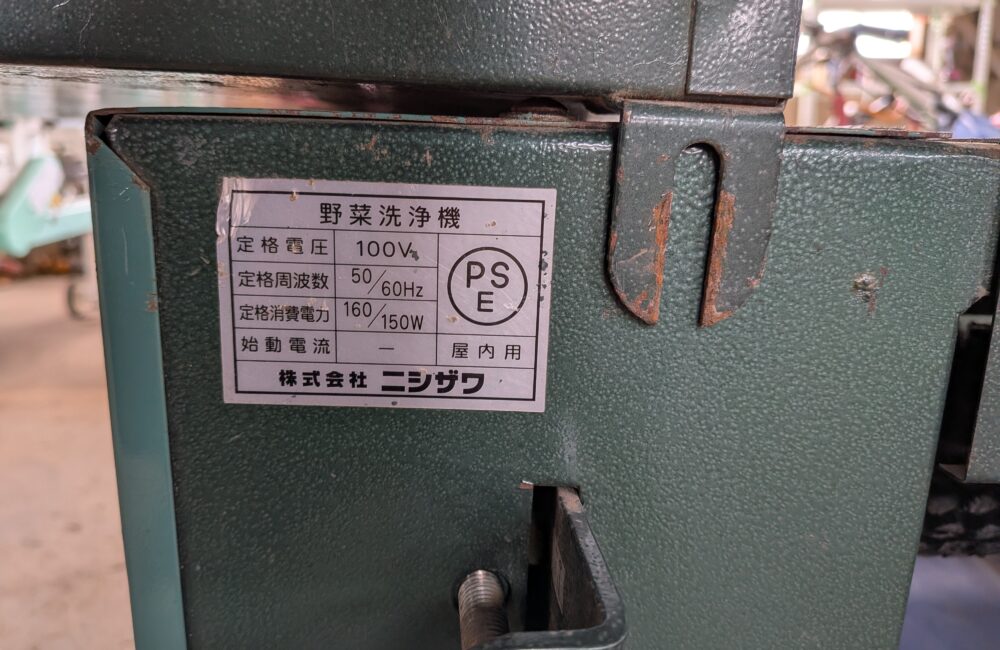 野菜洗浄機
定格電圧 100V
定格周波数 50/60Hz
PS
E
定格消費電力 160/150W
始動電流 — 屋内用
株式会社 ニシザワ